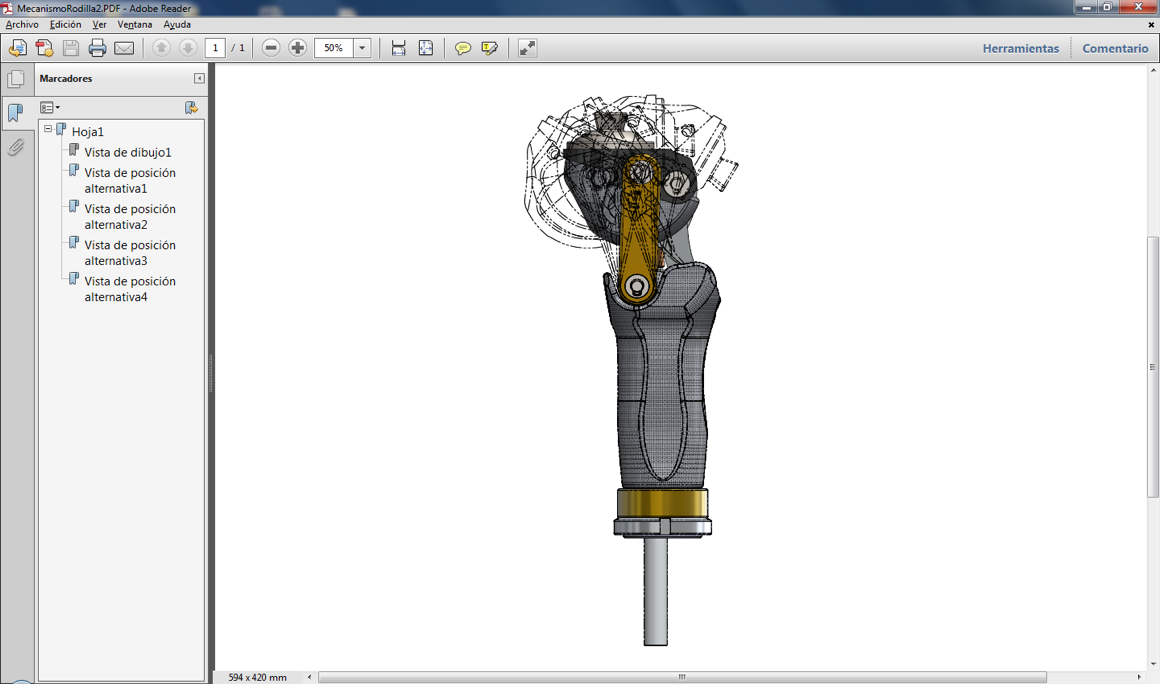 MecanismoRodilla2.PDF - Adobe Reader
Archivo Edición Ver Ventana Ayuda
1 / 1 50% Herramientas Comentario
Marcadores
Hoja1
Vista de dibujo1
Vista de posición
alternativa1
Vista de posición
alternativa2
Vista de posición
alternativa3
Vista de posición
alternativa4
594 x 420 mm